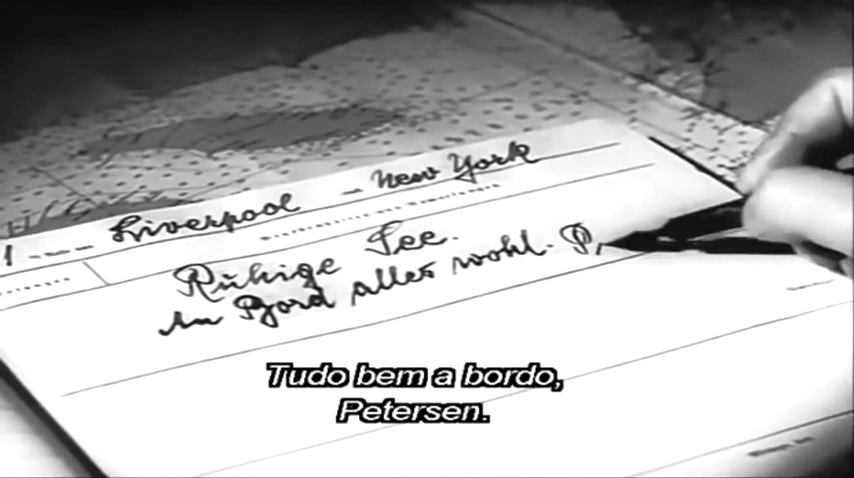 Liverpool - New York
Ruhige See.
An Bord alles wohl. P
Tudo bem a bordo,
Petersen.